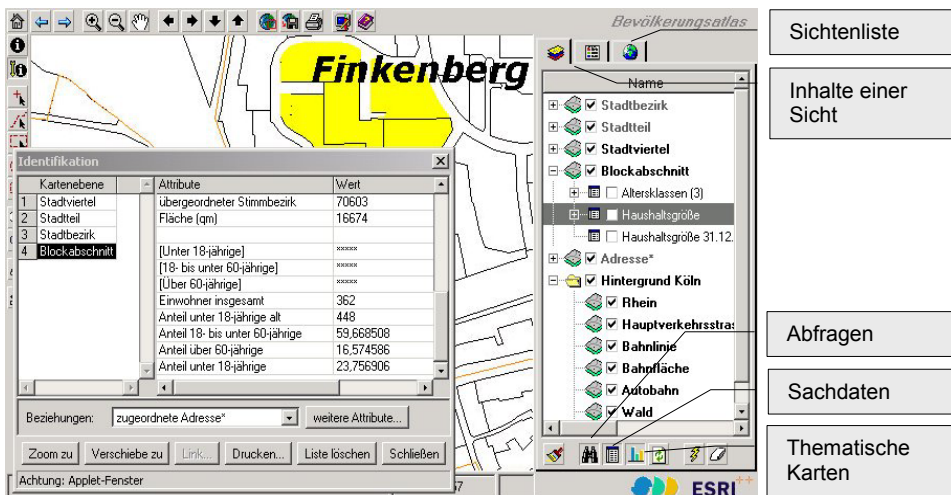 Bevölkerungsatlas
Sichtenliste
Inhalte einer
Sicht
Finkenberg
Name
Stadtbezirk
Stadtteil
Stadtviertel
Blockabschnitt
Altersklassen (3)
Haushaltsgröße
Haushaltsgröße 31.12.
Adresse*
Hintergrund Köln
Rhein
Hauptverkehrsstraß
Bahnlinie
Bahnfläche
Autobahn
Wald
Identifikation
Kartenebene
1 Stadtviertel
2 Stadtteil
3 Stadtbezirk
4 Blockabschnitt
Attribute Wert
übergeordneter Stimmbezirk 70603
Fläche (qm) 16674
[Unter 18-jährige] *****
[18- bis unter 60-jährige] *****
[Über 60-jährige] *****
Einwohner insgesamt 362
Anteil unter 18-jährige alt 448
Anteil 18- bis unter 60-jährige 59,668508
Anteil über 60-jährige 16,574586
Anteil unter 18-jährige 23,756906
Beziehungen: zugeordnete Adresse* weitere Attribute...
Zoom zu Verschiebe zu Link... Drucken... Liste löschen Schließen
Achtung: Applet-Fenster
57
Abfragen
Sachdaten
Thematische
Karten
ESRI
++